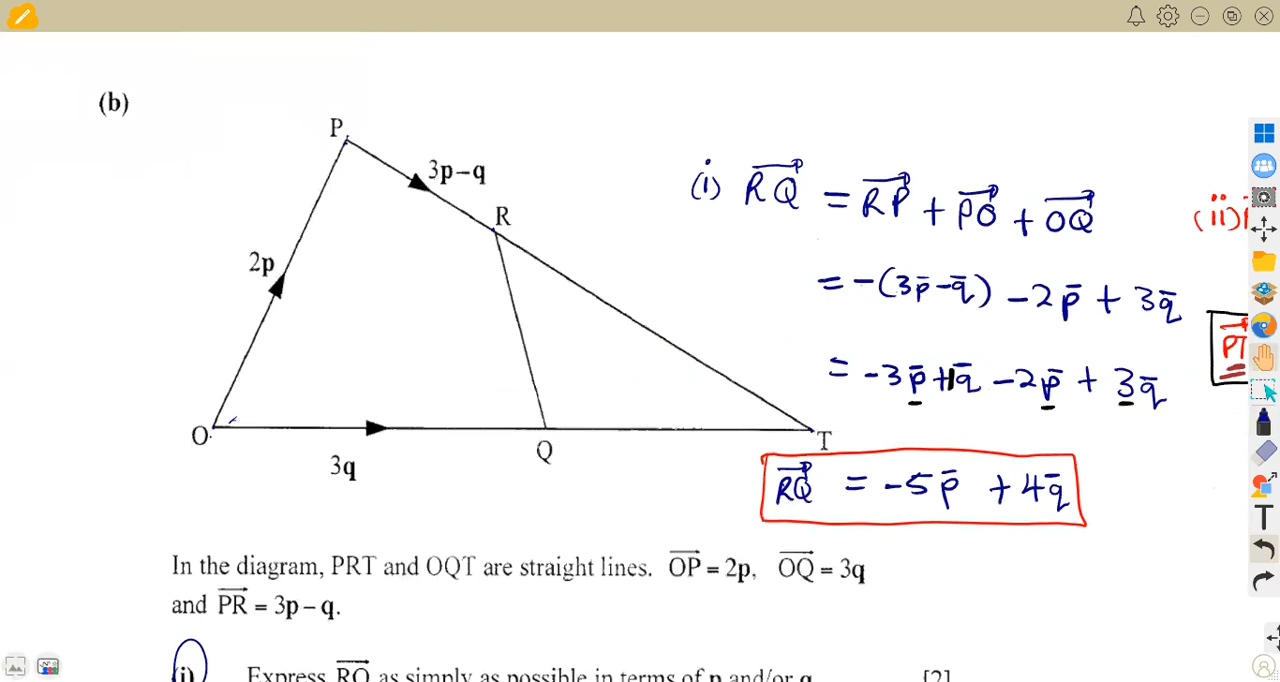 (b)
P
3p–q
R
2p
O
Q
T
3q
(i) RQ = RP + PO + OQ
= -(3p̄ - q̄) - 2p̄ + 3q̄
= -3p̄ + 1q̄ - 2p̄ + 3q̄
RQ = -5p̄ + 4q̄
(ii)
PT
In the diagram, PRT and OQT are straight lines. OP = 2p, OQ = 3q
and PR = 3p – q.
(i) Express RQ as simply as possible in terms of p and/or q [2]
T